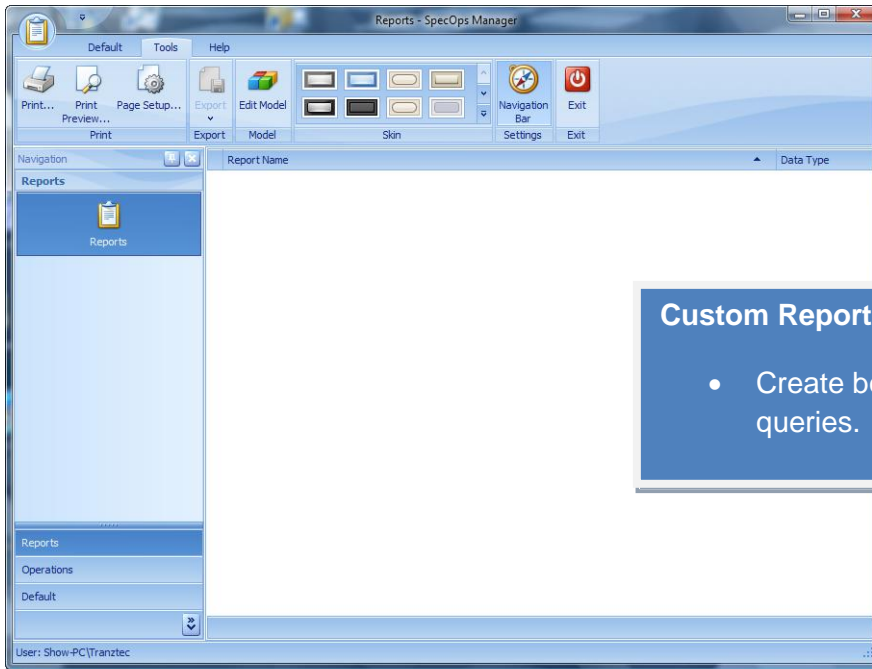 Reports - SpecOps Manager
Default Tools Help
Print... Print Preview... Page Setup... Export Edit Model Navigation Bar Exit
Print Export Model Skin Settings Exit
Navigation Report Name Data Type
Reports
Reports
Custom Report
• Create
queries.
Reports
Operations
Default
User: Show-PC\Tranztec